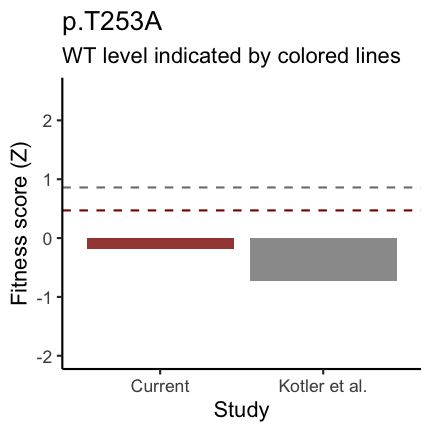 p.T253A
WT level indicated by colored lines
Fitness score (Z)
2
1
0
-1
-2
Current
Kotler et al.
Study